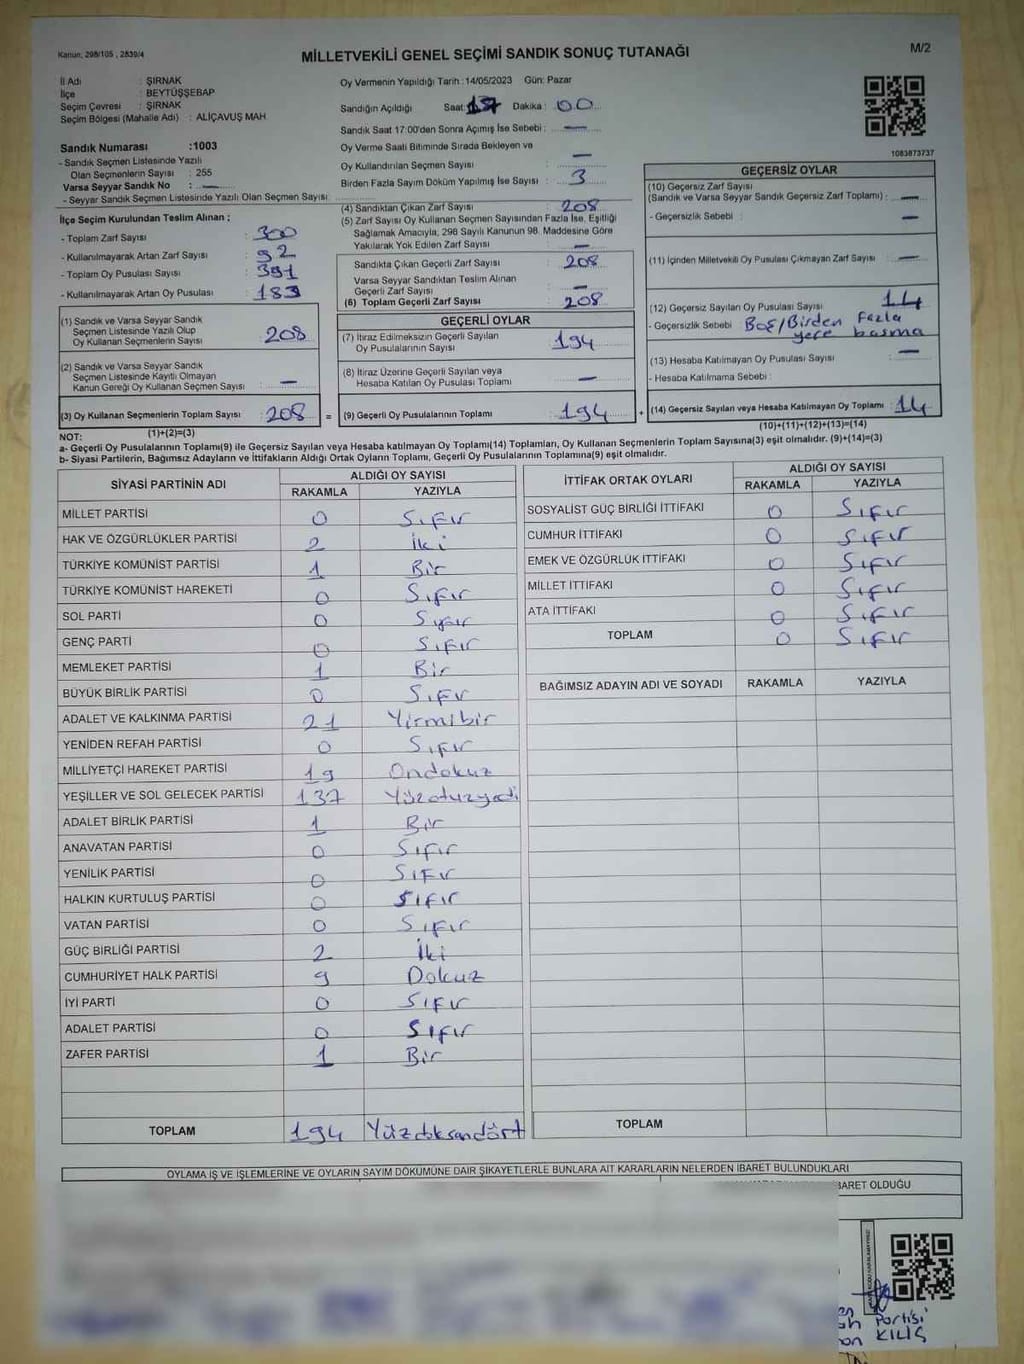 Kanun, 298/105 , 2839/4
MİLLETVEKİLİ GENEL SEÇİMİ SANDIK SONUÇ TUTANAĞI
M/2
İl Adı : ŞIRNAK
İlçe : BEYTÜŞŞEBAP
Seçim Çevresi : ŞIRNAK
Seçim Bölgesi (Mahalle Adı) : ALİÇAVUŞ MAH
Sandık Numarası :1003
- Sandık Seçmen Listesinde Yazılı
Olan Seçmenlerin Sayısı : 255
Varsa Seyyar Sandık No : —
- Seyyar Sandık Seçmen Listesinde Yazılı Olan Seçmen Sayısı :
Oy Vermenin Yapıldığı Tarih :14/05/2023 Gün: Pazar
Sandığın Açıldığı Saat: 17 Dakika : 00
Sandık Saat 17:00'den Sonra Açımış İse Sebebi : —
Oy Verme Saati Bitiminde Sırada Bekleyen ve
Oy Kullandırılan Seçmen Sayısı : —
Birden Fazla Sayım Döküm Yapılmış İse Sayısı : 3
1083873737
İlçe Seçim Kurulundan Teslim Alınan ;
- Toplam Zarf Sayısı : 300
- Kullanılmayarak Artan Zarf Sayısı : 92
- Toplam Oy Pusulası Sayısı : 391
- Kullanılmayarak Artan Oy Pusulası : 183
(1) Sandık ve Varsa Seyyar Sandık
Seçmen Listesinde Yazılı Olup
Oy Kullanan Seçmenlerin Sayısı : 208
(2) Sandık ve Varsa Seyyar Sandık
Seçmen Listesinde Kayıtlı Olmayan
Kanun Gereği Oy Kullanan Seçmen Sayısı : —
(3) Oy Kullanan Seçmenlerin Toplam Sayısı : 208 =
(1)+(2)=(3)
(4) Sandıktan Çıkan Zarf Sayısı : 208
(5) Zarf Sayısı Oy Kullanan Seçmen Sayısından Fazla İse, Eşitliği
Sağlamak Amacıyla, 298 Sayılı Kanunun 98. Maddesine Göre
Yakılarak Yok Edilen Zarf Sayısı : —
Sandıkta Çıkan Geçerli Zarf Sayısı : 208
Varsa Seyyar Sandıktan Teslim Alınan
Geçerli Zarf Sayısı : —
(6) Toplam Geçerli Zarf Sayısı : 208
GEÇERLİ OYLAR
(7) İtiraz Edilmeksizin Geçerli Sayılan
Oy Pusulalarının Sayısı : 194
(8) İtiraz Üzerine Geçerli Sayılan veya
Hesaba Katılan Oy Pusulası Toplamı : —
(9) Geçerli Oy Pusulalarının Toplamı : 194 +
GEÇERSİZ OYLAR
(10) Geçersiz Zarf Sayısı
(Sandık ve Varsa Seyyar Sandık Geçersiz Zarf Toplamı) : —
- Geçersizlik Sebebi : —
(11) İçinden Milletvekili Oy Pusulası Çıkmayan Zarf Sayısı : —
(12) Geçersiz Sayılan Oy Pusulası Sayısı : 14
- Geçersizlik Sebebi : Boş/Birden Fazla
yere basma
(13) Hesaba Katılmayan Oy Pusulası Sayısı : —
- Hesaba Katılmama Sebebi :
(14) Geçersiz Sayılan veya Hesaba Katılmayan Oy Toplamı : 14
(10)+(11)+(12)+(13)=(14)
NOT:
a- Geçerli Oy Pusulalarının Toplamı(9) ile Geçersiz Sayılan veya Hesaba katılmayan Oy Toplamı(14) Toplamları, Oy Kullanan Seçmenlerin Toplam Sayısına(3) eşit olmalıdır. (9)+(14)=(3)
b- Siyasi Partilerin, Bağımsız Adayların ve İttifakların Aldığı Ortak Oyların Toplamı, Geçerli Oy Pusulalarının Toplamına(9) eşit olmalıdır.
SİYASİ PARTİNİN ADI ALDIĞI OY SAYISI
RAKAMLA YAZIYLA
MİLLET PARTİSİ 0 Sıfır
HAK VE ÖZGÜRLÜKLER PARTİSİ 2 İki
TÜRKİYE KOMÜNİST PARTİSİ 1 Bir
TÜRKİYE KOMÜNİST HAREKETİ 0 Sıfır
SOL PARTİ 0 Sıfır
GENÇ PARTİ 0 Sıfır
MEMLEKET PARTİSİ 1 Bir
BÜYÜK BİRLİK PARTİSİ 0 Sıfır
ADALET VE KALKINMA PARTİSİ 21 Yirmibir
YENİDEN REFAH PARTİSİ 0 Sıfır
MİLLİYETÇİ HAREKET PARTİSİ 19 Ondokuz
YEŞİLLER VE SOL GELECEK PARTİSİ 137 Yüzotuzyedi
ADALET BİRLİK PARTİSİ 1 Bir
ANAVATAN PARTİSİ 0 Sıfır
YENİLİK PARTİSİ 0 Sıfır
HALKIN KURTULUŞ PARTİSİ 0 Sıfır
VATAN PARTİSİ 0 Sıfır
GÜÇ BİRLİĞİ PARTİSİ 2 İki
CUMHURİYET HALK PARTİSİ 9 Dokuz
İYİ PARTİ 0 Sıfır
ADALET PARTİSİ 0 Sıfır
ZAFER PARTİSİ 1 Bir
TOPLAM 194 Yüzdoksandört
İTTİFAK ORTAK OYLARI ALDIĞI OY SAYISI
RAKAMLA YAZIYLA
SOSYALİST GÜÇ BİRLİĞİ İTTİFAKI 0 Sıfır
CUMHUR İTTİFAKI 0 Sıfır
EMEK VE ÖZGÜRLÜK İTTİFAKI 0 Sıfır
MİLLET İTTİFAKI 0 Sıfır
ATA İTTİFAKI 0 Sıfır
TOPLAM 0 Sıfır
BAĞIMSIZ ADAYIN ADI VE SOYADI RAKAMLA YAZIYLA
TOPLAM
OYLAMA İŞ VE İŞLEMLERİNE VE OYLARIN SAYIM DÖKÜMÜNE DAİR ŞİKAYETLERLE BUNLARA AİT KARARLARIN NELERDEN İBARET BULUNDUKLARI
BARET OLDUĞU
Partisi
KILIÇ